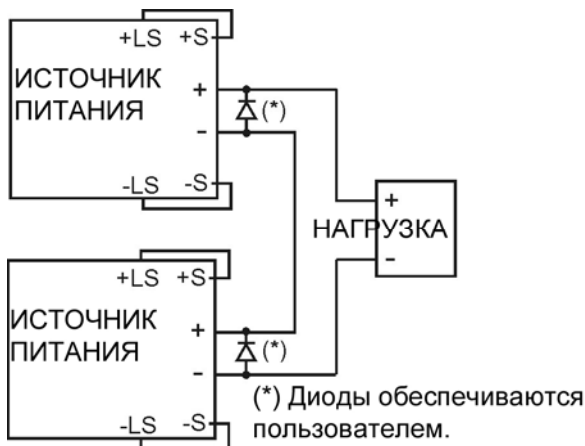 +LS +S
ИСТОЧНИК
ПИТАНИЯ
+
-
(*)
-LS -S
+
НАГРУЗКА
-
+LS +S
ИСТОЧНИК
ПИТАНИЯ
+
-
(*)
-LS -S
(*) Диоды обеспечиваются
пользователем.